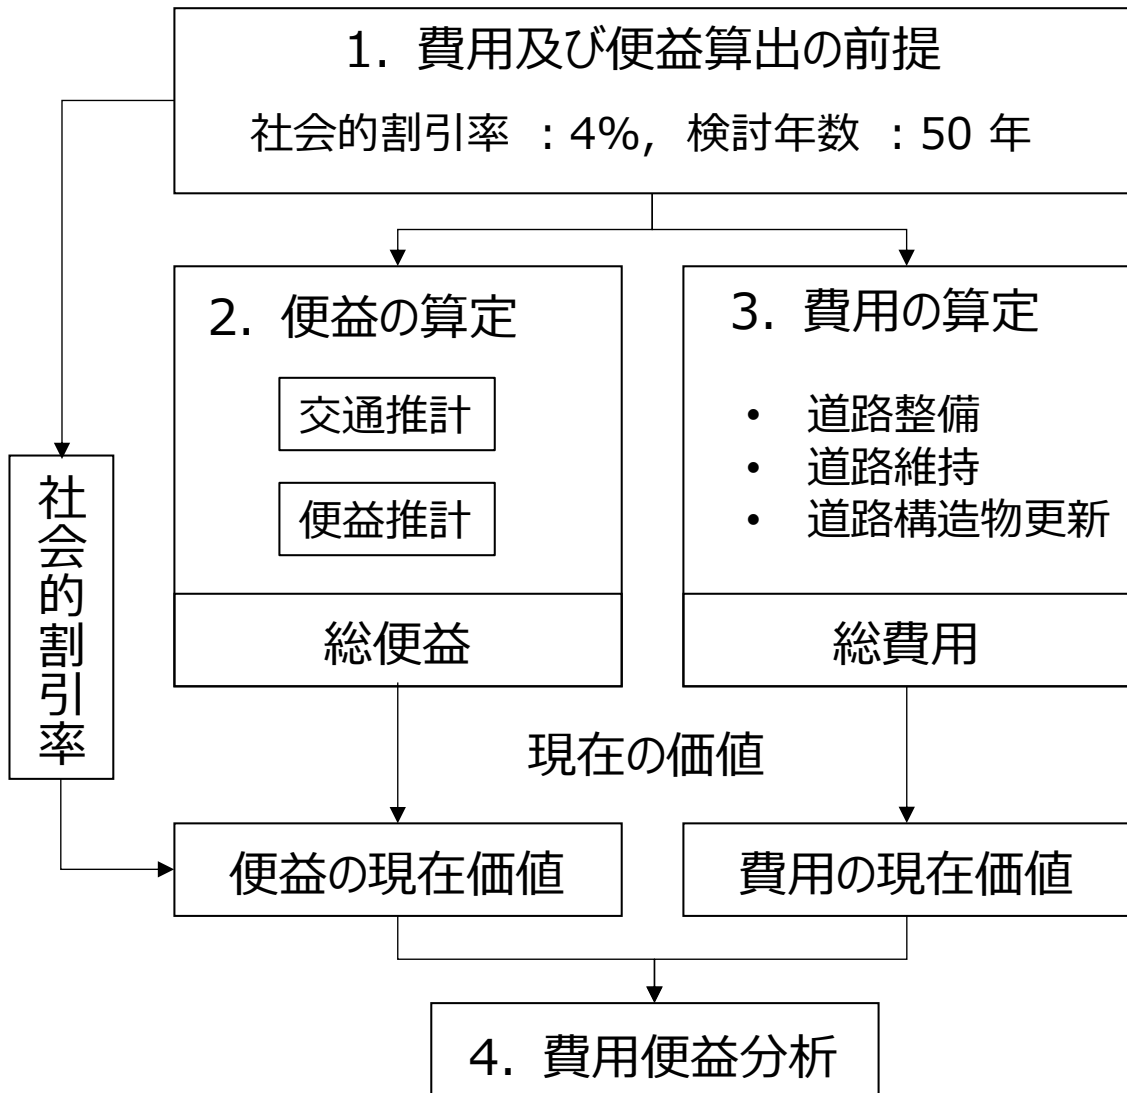 1. 費用及び便益算出の前提
社会的割引率 :4%, 検討年数 :50 年
2. 便益の算定
交通推計
便益推計
総便益
3. 費用の算定
• 道路整備
• 道路維持
• 道路構造物更新
総費用
社会的割引率
現在の価値
便益の現在価値
費用の現在価値
4. 費用便益分析